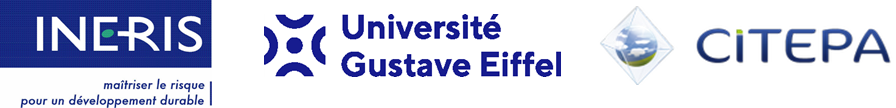 INERIS
maîtriser le risque
pour un développement durable
Université
Gustave Eiffel
CiTEPA